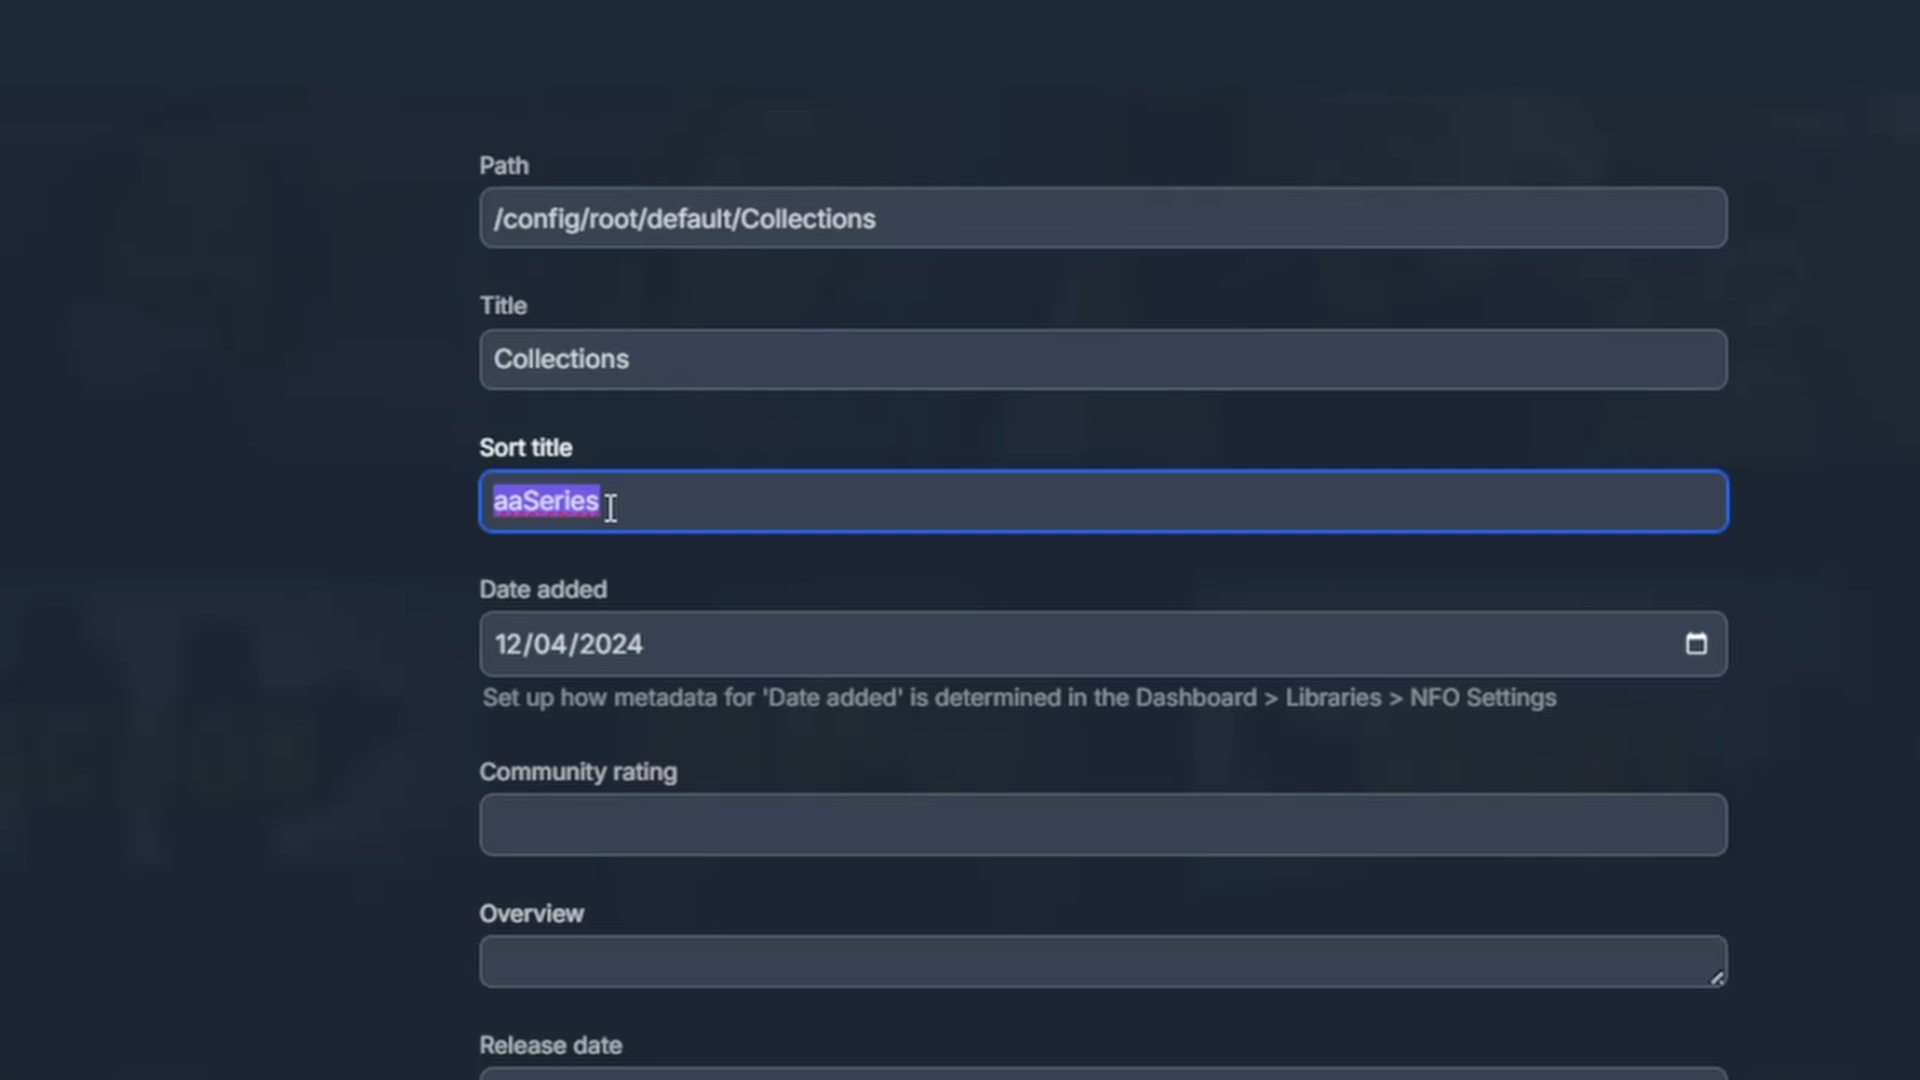 Path
/config/root/default/Collections
Title
Collections
Sort title
aaSeries
Date added
12/04/2024
Set up how metadata for 'Date added' is determined in the Dashboard > Libraries > NFO Settings
Community rating
Overview
Release date